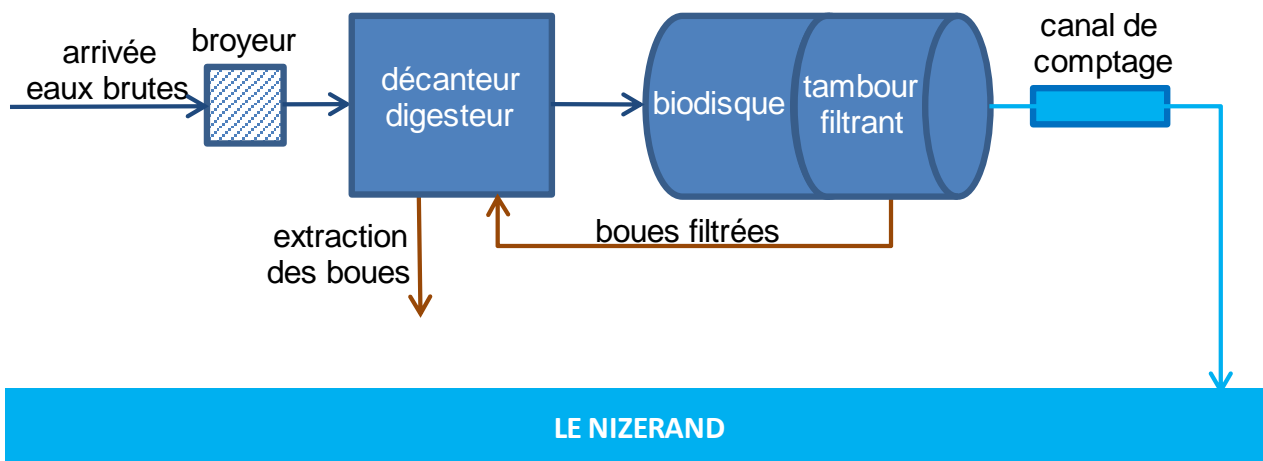 arrivée
eaux brutes
broyeur
décanteur
digesteur
biodisque
tambour
filtrant
canal de
comptage
extraction
des boues
boues filtrées
LE NIZERAND